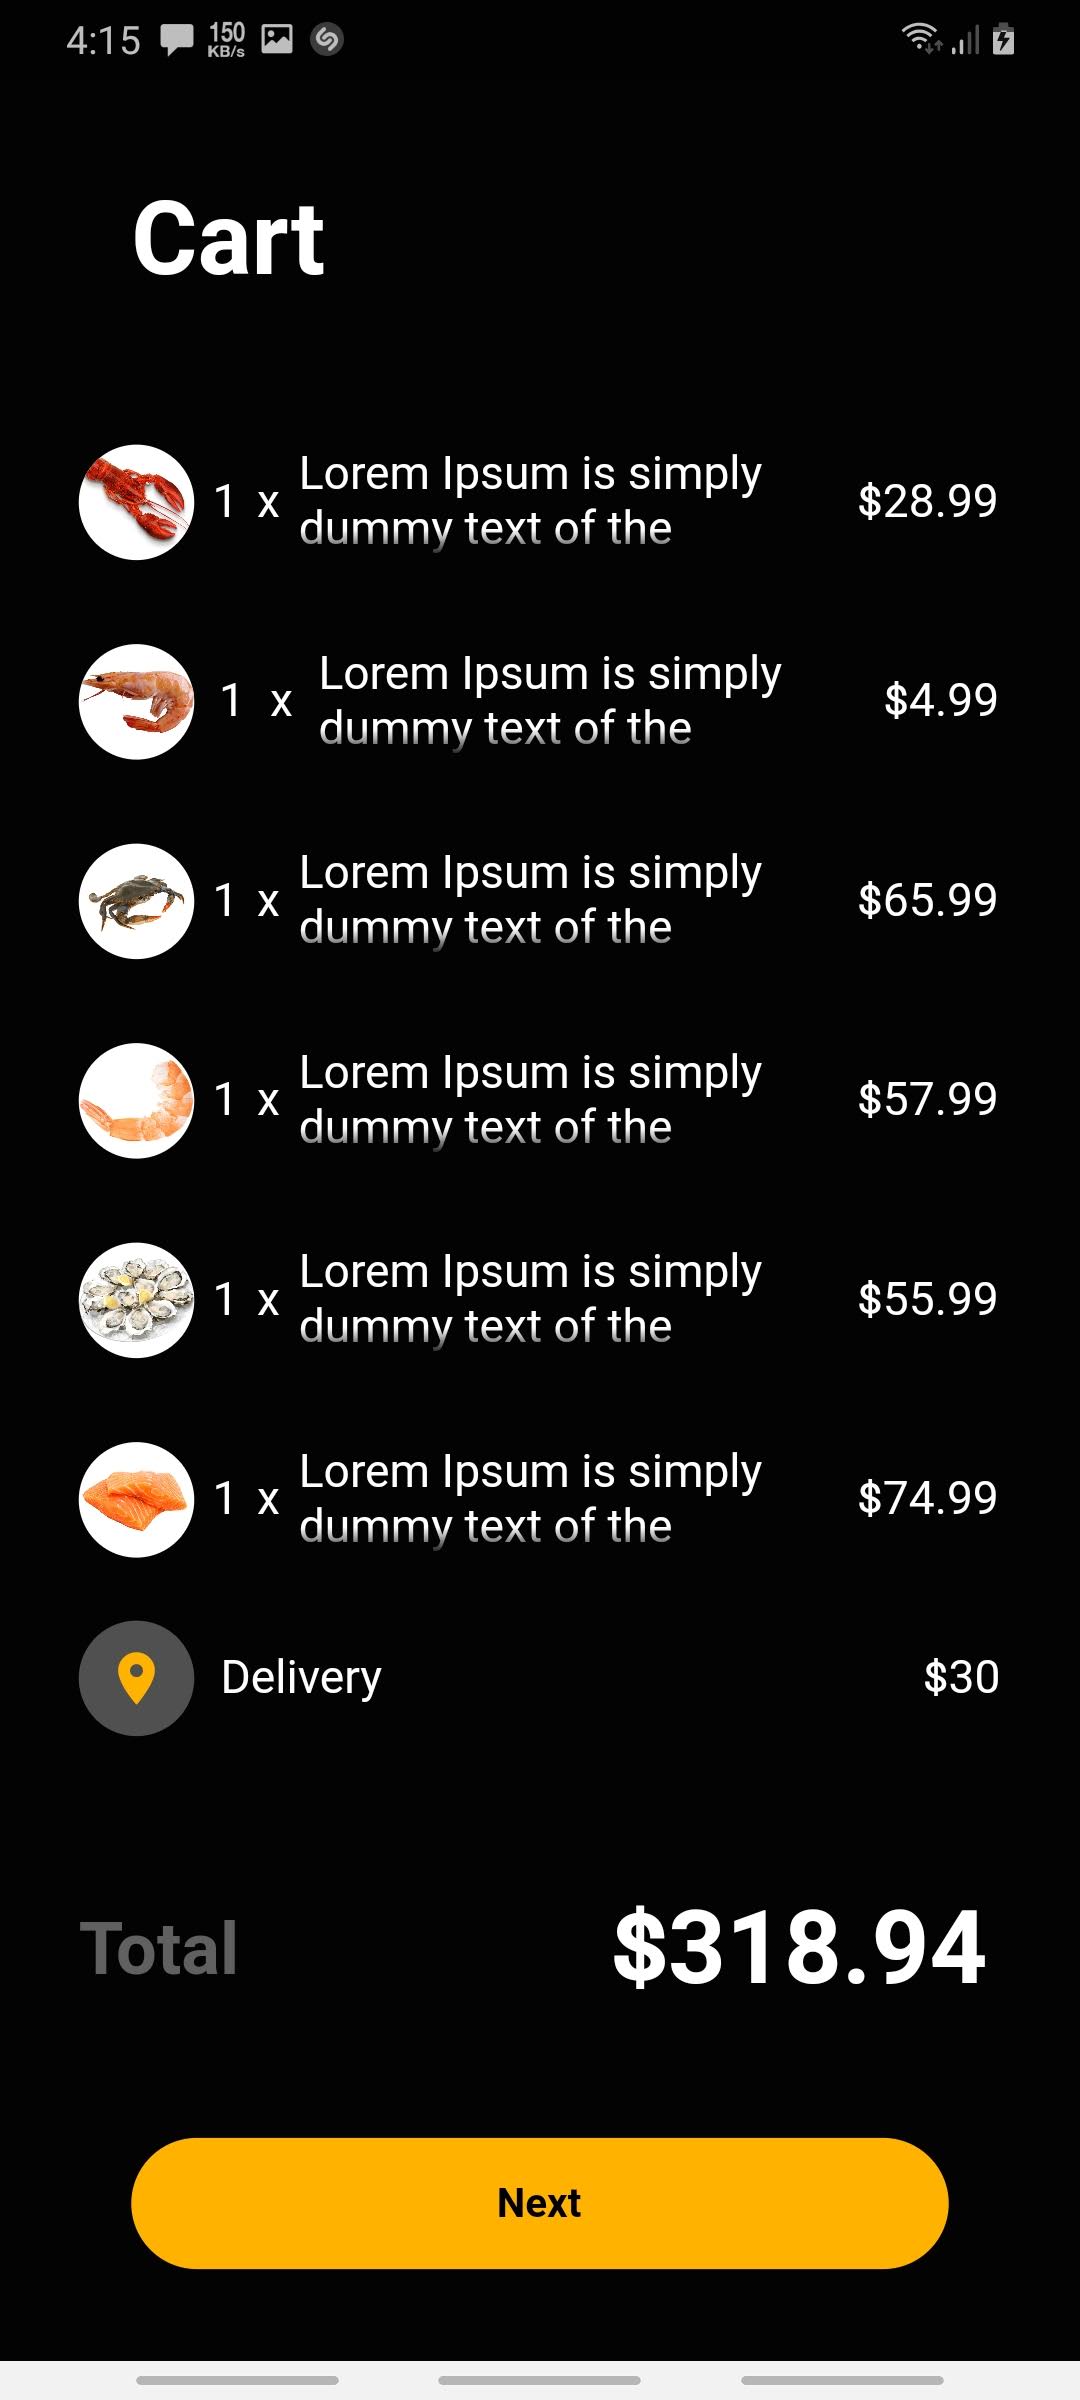 4:15 150 KB/s
Cart
Lorem Ipsum is simply
1 x dummy text of the $28.99
Lorem Ipsum is simply
1 x dummy text of the $4.99
Lorem Ipsum is simply
1 x dummy text of the $65.99
Lorem Ipsum is simply
1 x dummy text of the $57.99
Lorem Ipsum is simply
1 x dummy text of the $55.99
Lorem Ipsum is simply
1 x dummy text of the $74.99
Delivery $30
Total $318.94
Next